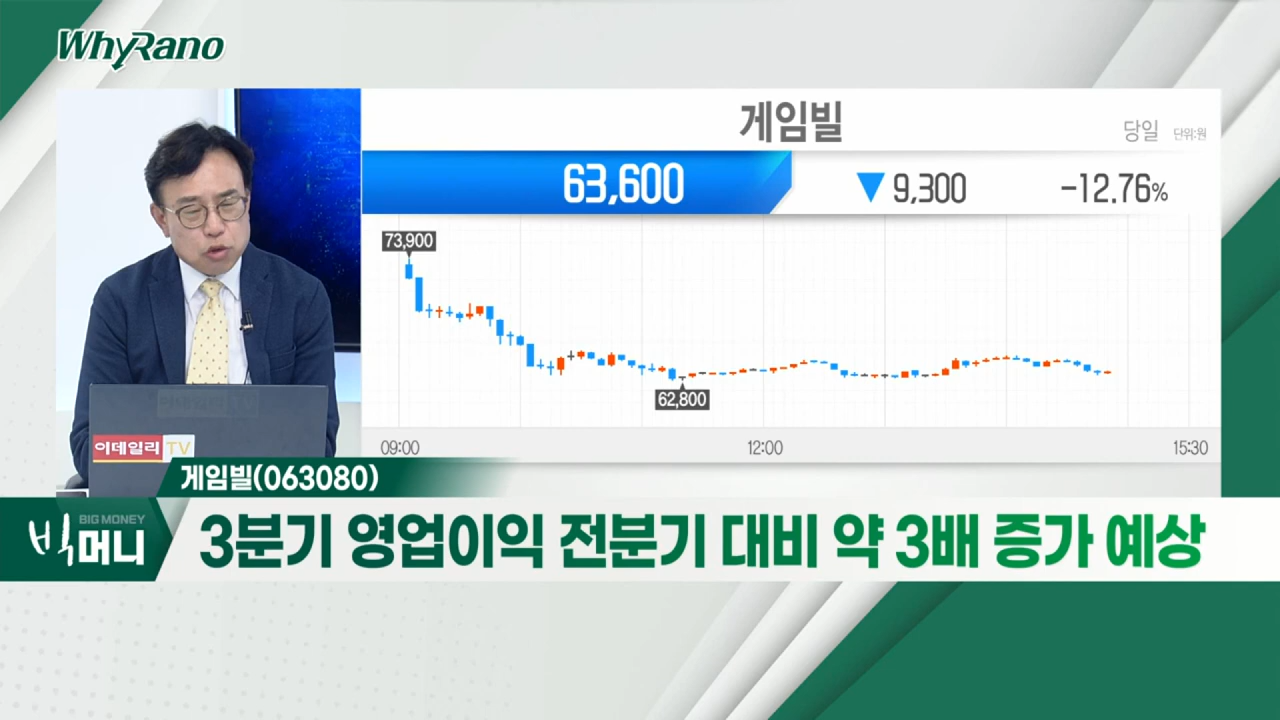 WhyRano
게임빌
당일 단위:원
63,600 ▼ 9,300 -12.76%
73,900
62,800
09:00 12:00 15:30
이데일리 TV
게임빌(063080)
BIG MONEY
빅머니
3분기 영업이익 전분기 대비 약 3배 증가 예상